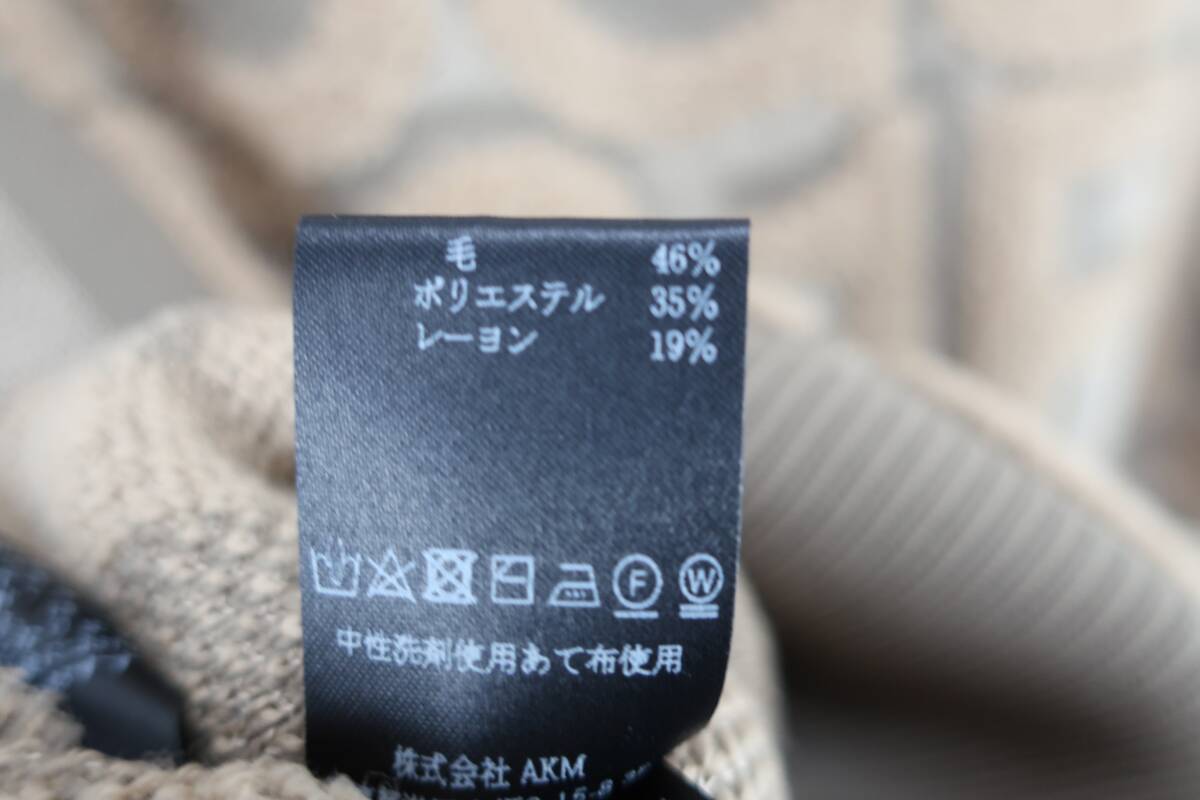 毛 46%
ポリエステル 35%
レーヨン 19%
F W
中性洗剤使用あて布使用
株式会社 AKM